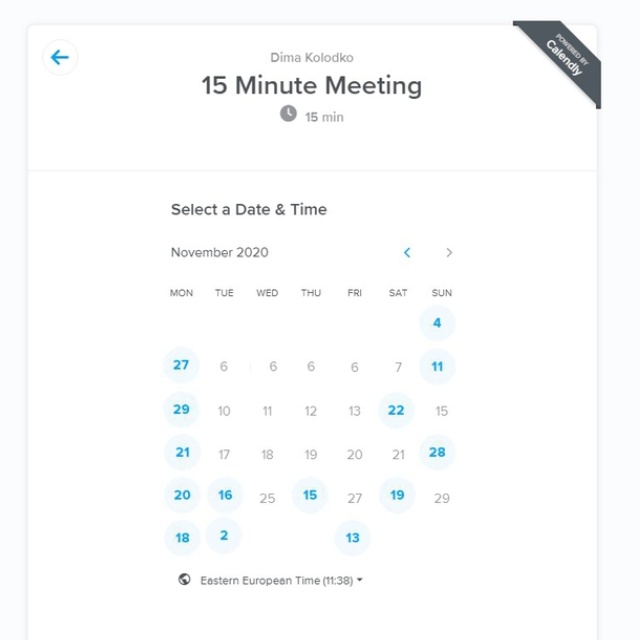 POWERED BY
Calendly
Dima Kolodko
15 Minute Meeting
15 min
Select a Date & Time
November 2020
MON TUE WED THU FRI SAT SUN
4
27 6 6 6 6 7 11
29 10 11 12 13 22 15
21 17 18 19 20 21 28
20 16 25 15 27 19 29
18 2 13
Eastern European Time (11:38)